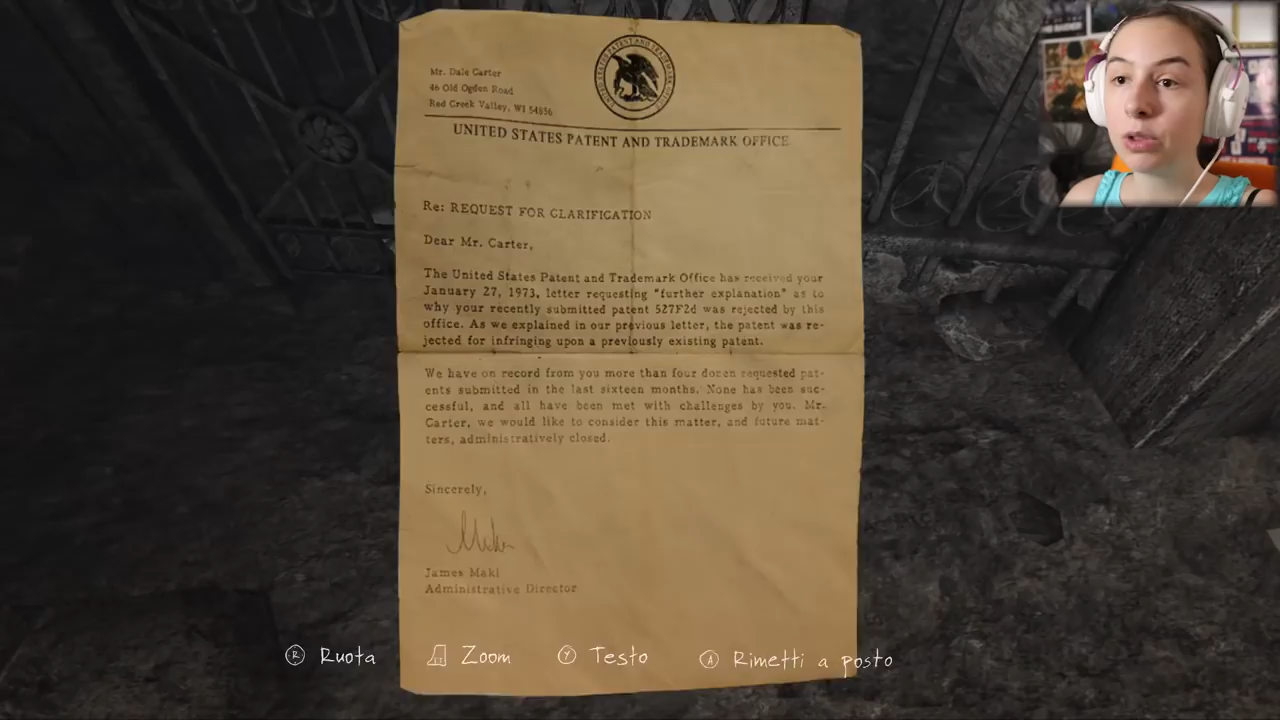 Mr. Dale Carter
46 Old Ogden Road
Red Creek Valley, WI 54856
UNITED STATES PATENT AND TRADEMARK OFFICE
Re: REQUEST FOR CLARIFICATION
Dear Mr. Carter,
The United States Patent and Trademark Office has received your
January 27, 1973, letter requesting "further explanation" as to
why your recently submitted patent 527F2d was rejected by this
office. As we explained in our previous letter, the patent was re-
jected for infringing upon a previously existing patent.
We have on record from you more than four dozen requested pat-
ents submitted in the last sixteen months. None has been suc-
cessful, and all have been met with challenges by you. Mr.
Carter, we would like to consider this matter, and future mat-
ters, administratively closed.
Sincerely,
James Maki
Administrative Director
R Ruota
Zoom
Y Testo
A Rimetti a posto